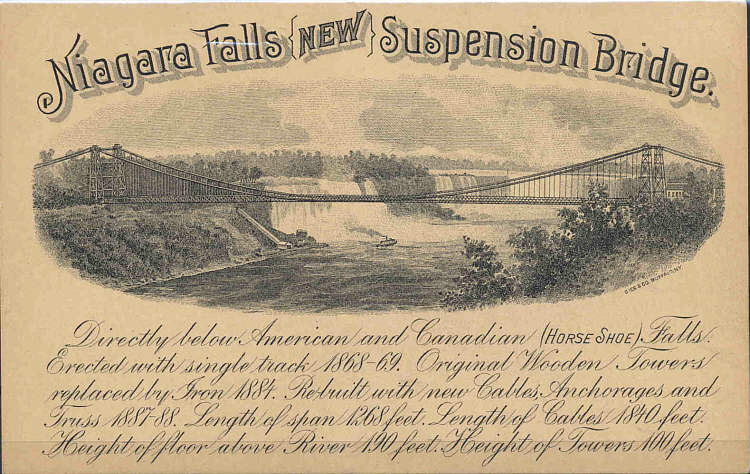 Niagara Falls {NEW} Suspension Bridge.
Directly below American and Canadian (HORSE SHOE) Falls.
Erected with single track 1868-69. Original Wooden Towers
replaced by Iron 1884. Re-built with new Cables, Anchorages and
Truss 1887-88. Length of span 1268 feet. Length of Cables 1840 feet.
Height of floor above River 190 feet. Height of Towers 100 feet.